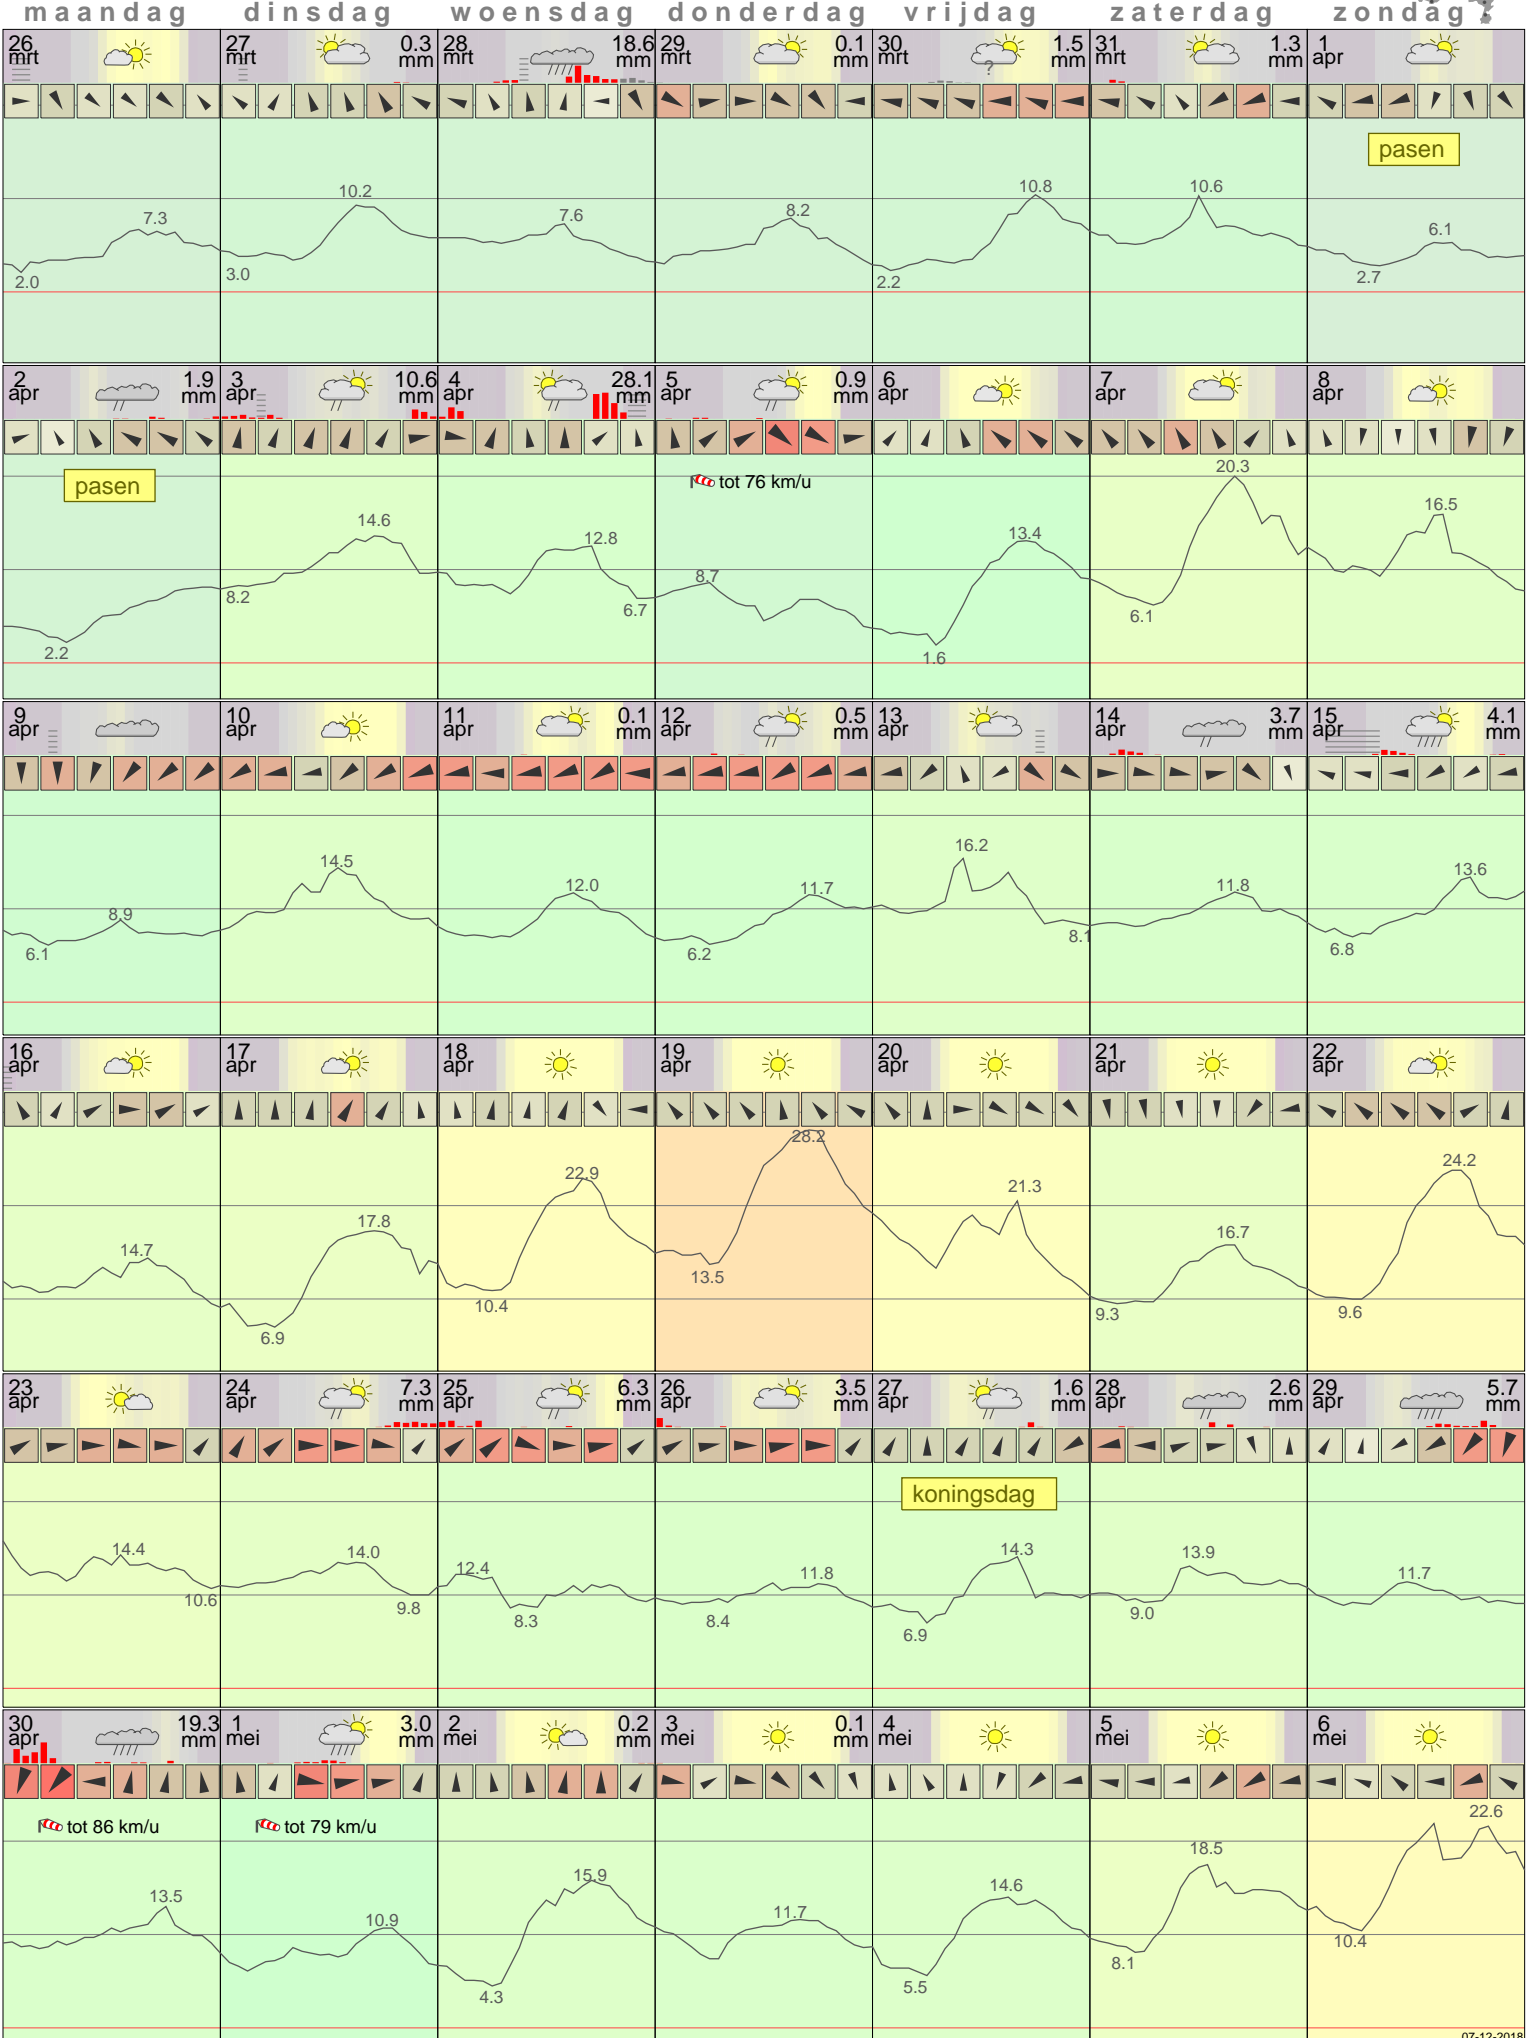 maandag dinsdag woensdag donderdag vrijdag zaterdag zondag
26 27 0.3 28 18.6 29 0.1 30 1.5 31 1.3 1
mrt mrt mm mrt mm mrt mm mrt mm mrt mm apr
?
pasen
10.2 10.8 10.6
7.3 7.6 8.2 6.1
2.0 3.0 2.2 2.7
2 1.9 3 10.6 4 28.1 5 0.9 6 7 8
apr mm apr mm apr mm apr mm apr apr apr
pasen tot 76 km/u 20.3
14.6 12.8 13.4 16.5
8.2 6.7 8.7 6.1
2.2 1.6
9 10 11 0.1 12 0.5 13 14 3.7 15 4.1
apr apr apr mm apr mm apr apr mm apr mm
8.9 14.5 12.0 11.7 16.2 11.8 13.6
6.1 6.2 8.1 6.8
16 17 18 19 20 21 22
apr apr apr apr apr apr apr
14.7 17.8 22.9 28.2 21.3 16.7 24.2
6.9 10.4 13.5 9.3 9.6
23 24 7.3 25 6.3 26 3.5 27 1.6 28 2.6 29 5.7
apr apr mm apr mm apr mm apr mm apr mm apr mm
koningsdag
14.4 14.0 12.4 11.8 14.3 13.9 11.7
10.6 9.8 8.3 8.4 6.9 9.0
30 19.3 1 3.0 2 0.2 3 0.1 4 5 6
apr mm mei mm mei mm mei mm mei mei mei
tot 86 km/u tot 79 km/u 22.6
13.5 10.9 15.9 11.7 14.6 18.5
4.3 5.5 8.1 10.4
07-12-2018